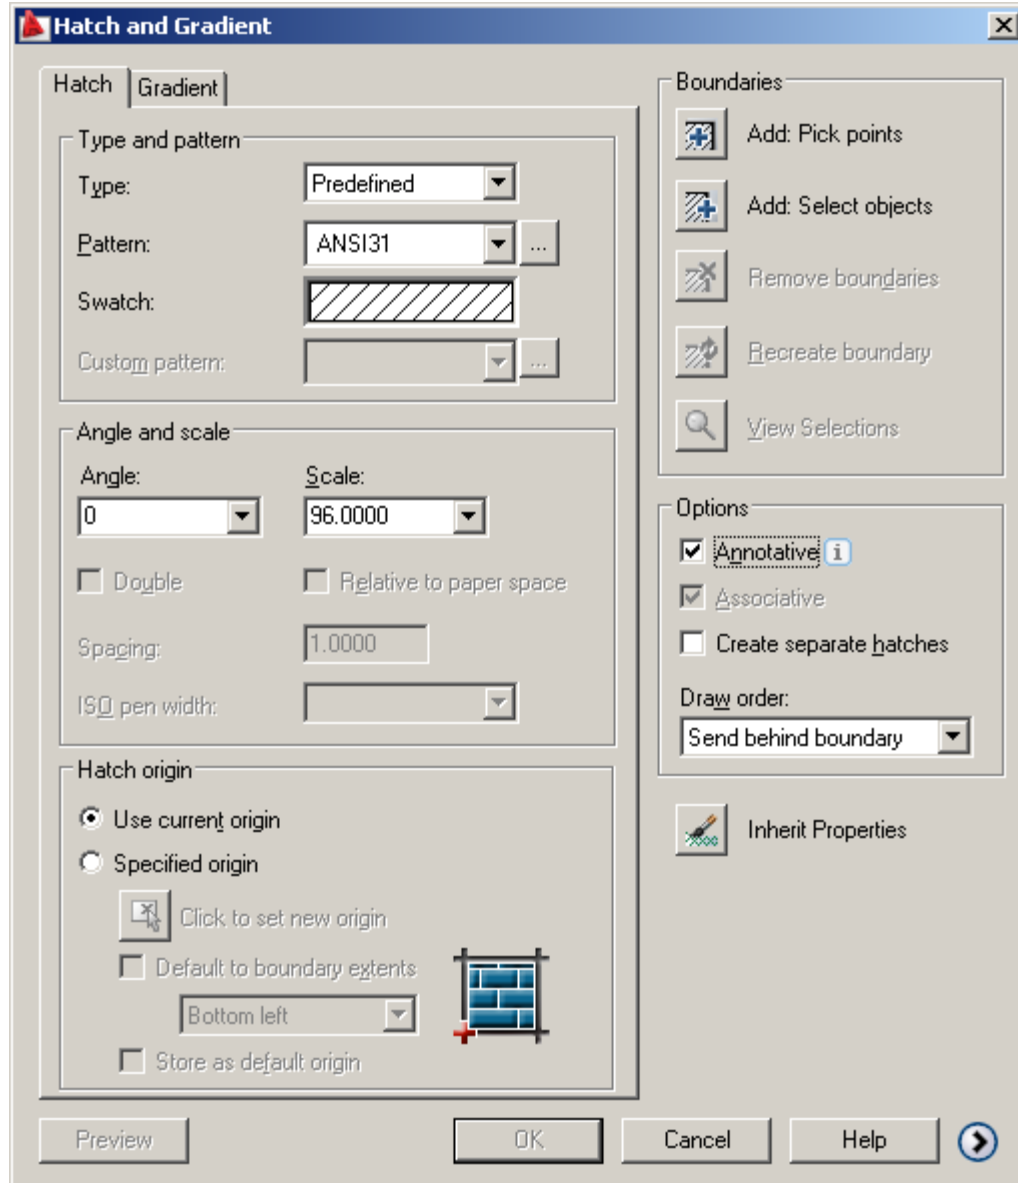 Hatch and Gradient
Hatch
Gradient
Type and pattern
Type:
Predefined
Pattern:
ANSI31
...
Swatch:
Custom pattern:
...
Angle and scale
Angle:
Scale:
0
96.0000
Double
Relative to paper space
Spacing:
1.0000
ISO pen width:
Hatch origin
Use current origin
Specified origin
Click to set new origin
Default to boundary extents
Bottom left
Store as default origin
Boundaries
Add: Pick points
Add: Select objects
Remove boundaries
Recreate boundary
View Selections
Options
Annotative
i
Associative
Create separate hatches
Draw order:
Send behind boundary
Inherit Properties
Preview
OK
Cancel
Help